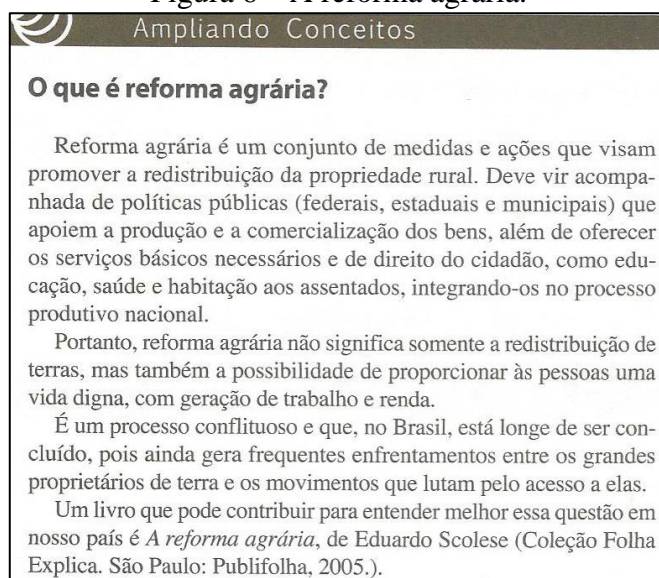 Figura 6 – A reforma agrária.
Ampliando Conceitos
O que é reforma agrária?
Reforma agrária é um conjunto de medidas e ações que visam
promover a redistribuição da propriedade rural. Deve vir acompa-
nhada de políticas públicas (federais, estaduais e municipais) que
apoiem a produção e a comercialização dos bens, além de oferecer
os serviços básicos necessários e de direito do cidadão, como edu-
cação, saúde e habitação aos assentados, integrando-os no processo
produtivo nacional.
Portanto, reforma agrária não significa somente a redistribuição de
terras, mas também a possibilidade de proporcionar às pessoas uma
vida digna, com geração de trabalho e renda.
É um processo conflituoso e que, no Brasil, está longe de ser con-
cluído, pois ainda gera frequentes enfrentamentos entre os grandes
proprietários de terra e os movimentos que lutam pelo acesso a elas.
Um livro que pode contribuir para entender melhor essa questão em
nosso país é A reforma agrária, de Eduardo Scolese (Coleção Folha
Explica. São Paulo: Publifolha, 2005.).